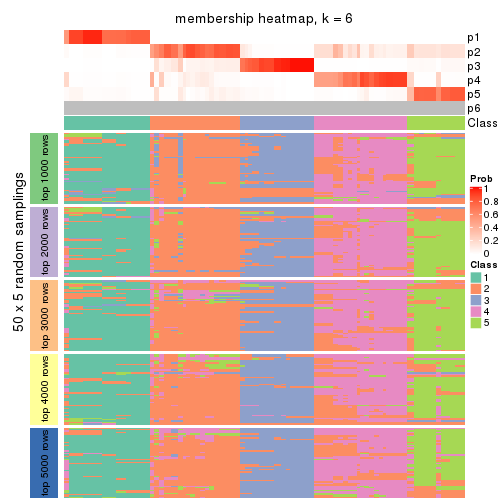 membership heatmap, k = 6
p1
p2
p3
p4
p5
p6
Class
50 x 5 random samplings
top 1000 rows
top 2000 rows
top 3000 rows
top 4000 rows
top 5000 rows
Prob
1
0.8
0.6
0.4
0.2
0
Class
1
2
3
4
5